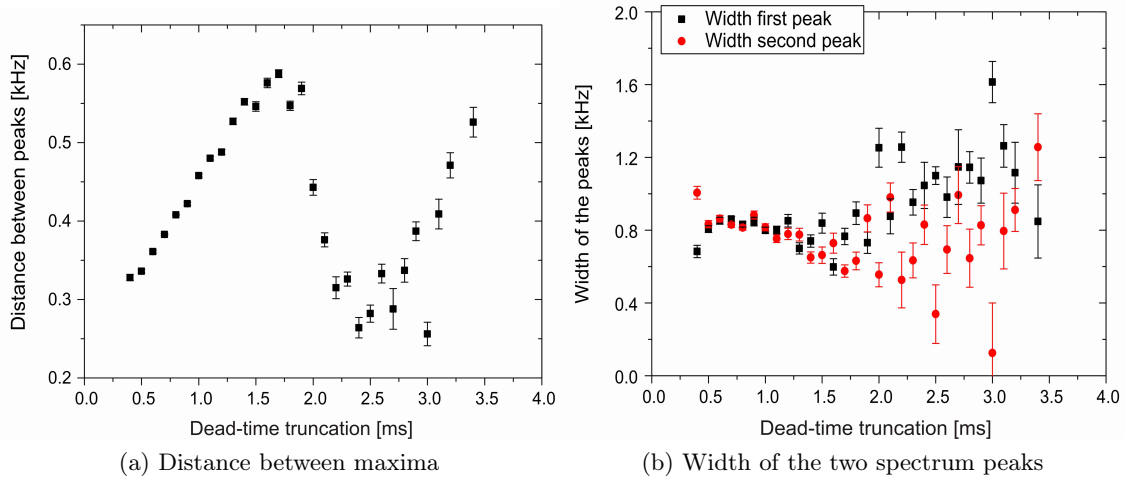 Distance between peaks [kHz]
0.6
0.5
0.4
0.3
0.2
0.0 0.5 1.0 1.5 2.0 2.5 3.0 3.5 4.0
Dead-time truncation [ms]
(a) Distance between maxima
Width first peak
Width second peak
Width of the peaks [kHz]
2.0
1.6
1.2
0.8
0.4
0.0
0.0 0.5 1.0 1.5 2.0 2.5 3.0 3.5 4.0
Dead-time truncation [ms]
(b) Width of the two spectrum peaks